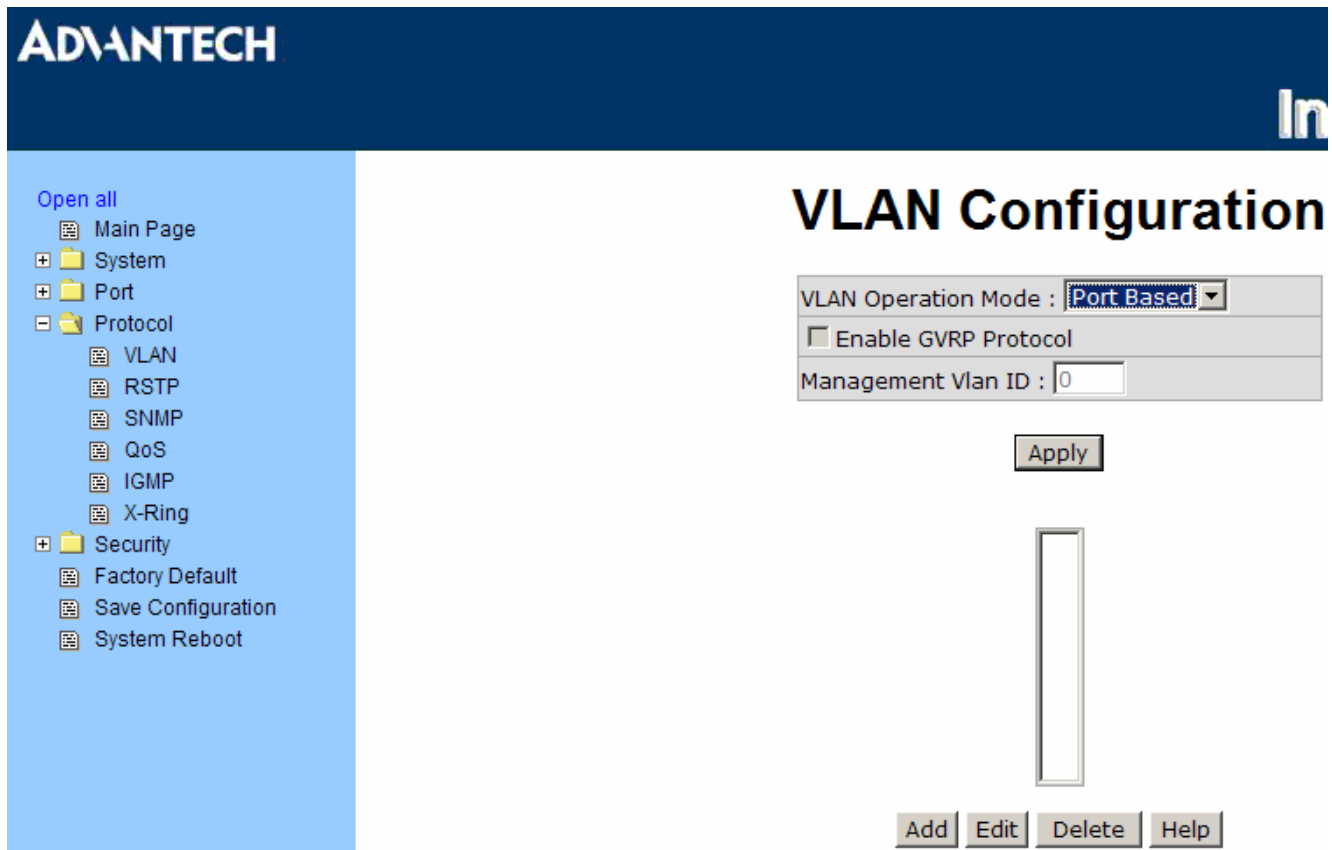 ADVANTECH
In
Open all
Main Page
System
Port
Protocol
VLAN
RSTP
SNMP
QoS
IGMP
X-Ring
Security
Factory Default
Save Configuration
System Reboot
VLAN Configuration
VLAN Operation Mode : Port Based
Enable GVRP Protocol
Management Vlan ID : 0
Apply
Add Edit Delete Help